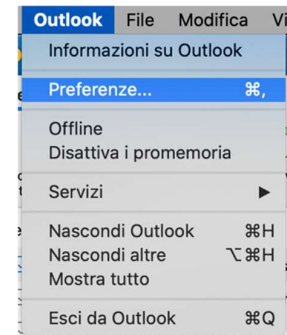 Outlook File Modifica
Informazioni su Outlook
Preferenze... ⌘,
Offline
Disattiva i promemoria
Servizi ▶
Nascondi Outlook ⌘H
Nascondi altre ⌥⌘H
Mostra tutto
Esci da Outlook ⌘Q